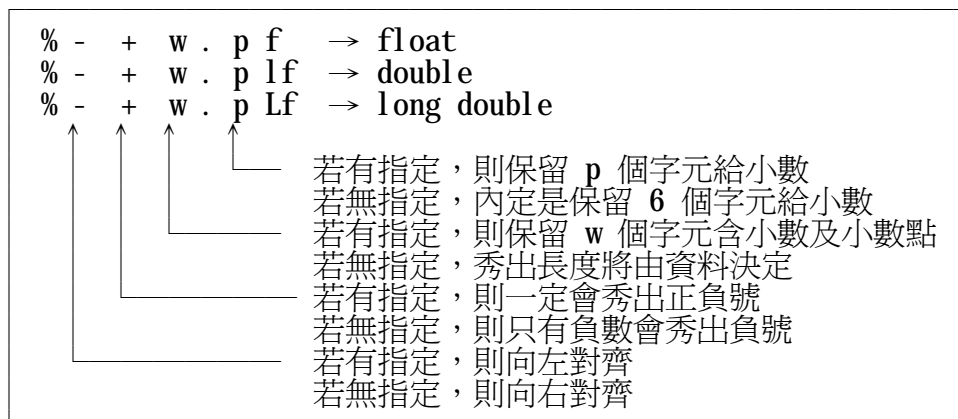 % - + w . p f → float
% - + w . p lf → double
% - + w . p Lf → long double
若有指定，則保留 p 個字元給小數
若無指定，內定是保留 6 個字元給小數
若有指定，則保留 w 個字元含小數及小數點
若無指定，秀出長度將由資料決定
若有指定，則一定會秀出正負號
若無指定，則只有負數會秀出負號
若有指定，則向左對齊
若無指定，則向右對齊